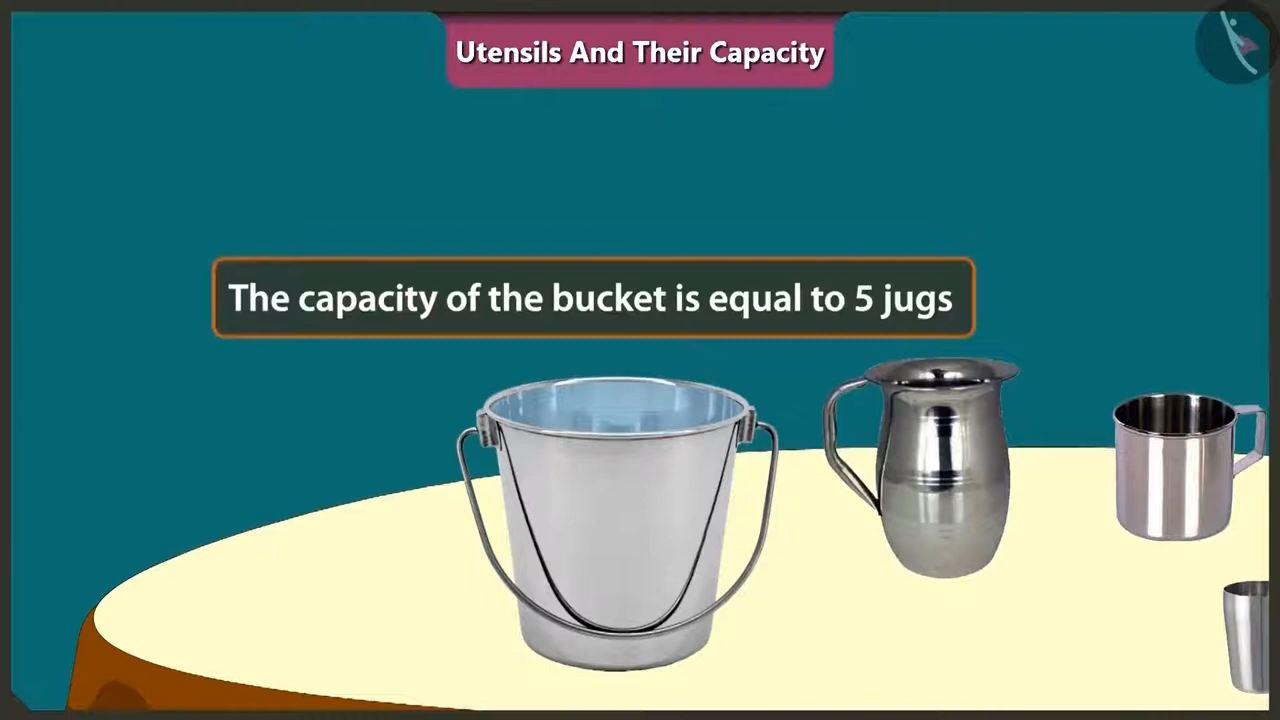 Utensils And Their Capacity
The capacity of the bucket is equal to 5 jugs